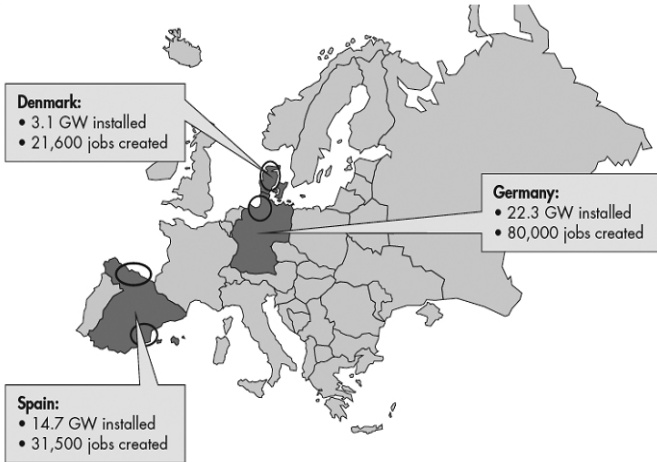 Denmark:
• 3.1 GW installed
• 21,600 jobs created
Germany:
• 22.3 GW installed
• 80,000 jobs created
Spain:
• 14.7 GW installed
• 31,500 jobs created